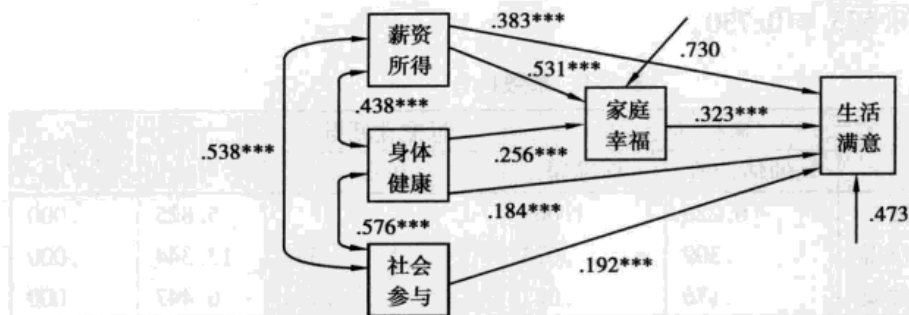 .383***
薪资
所得
.730
.531***
.438***
家庭
幸福
.323***
生活
满意
.538***
身体
健康
.256***
.184***
.473
.576***
社会
参与
.192***